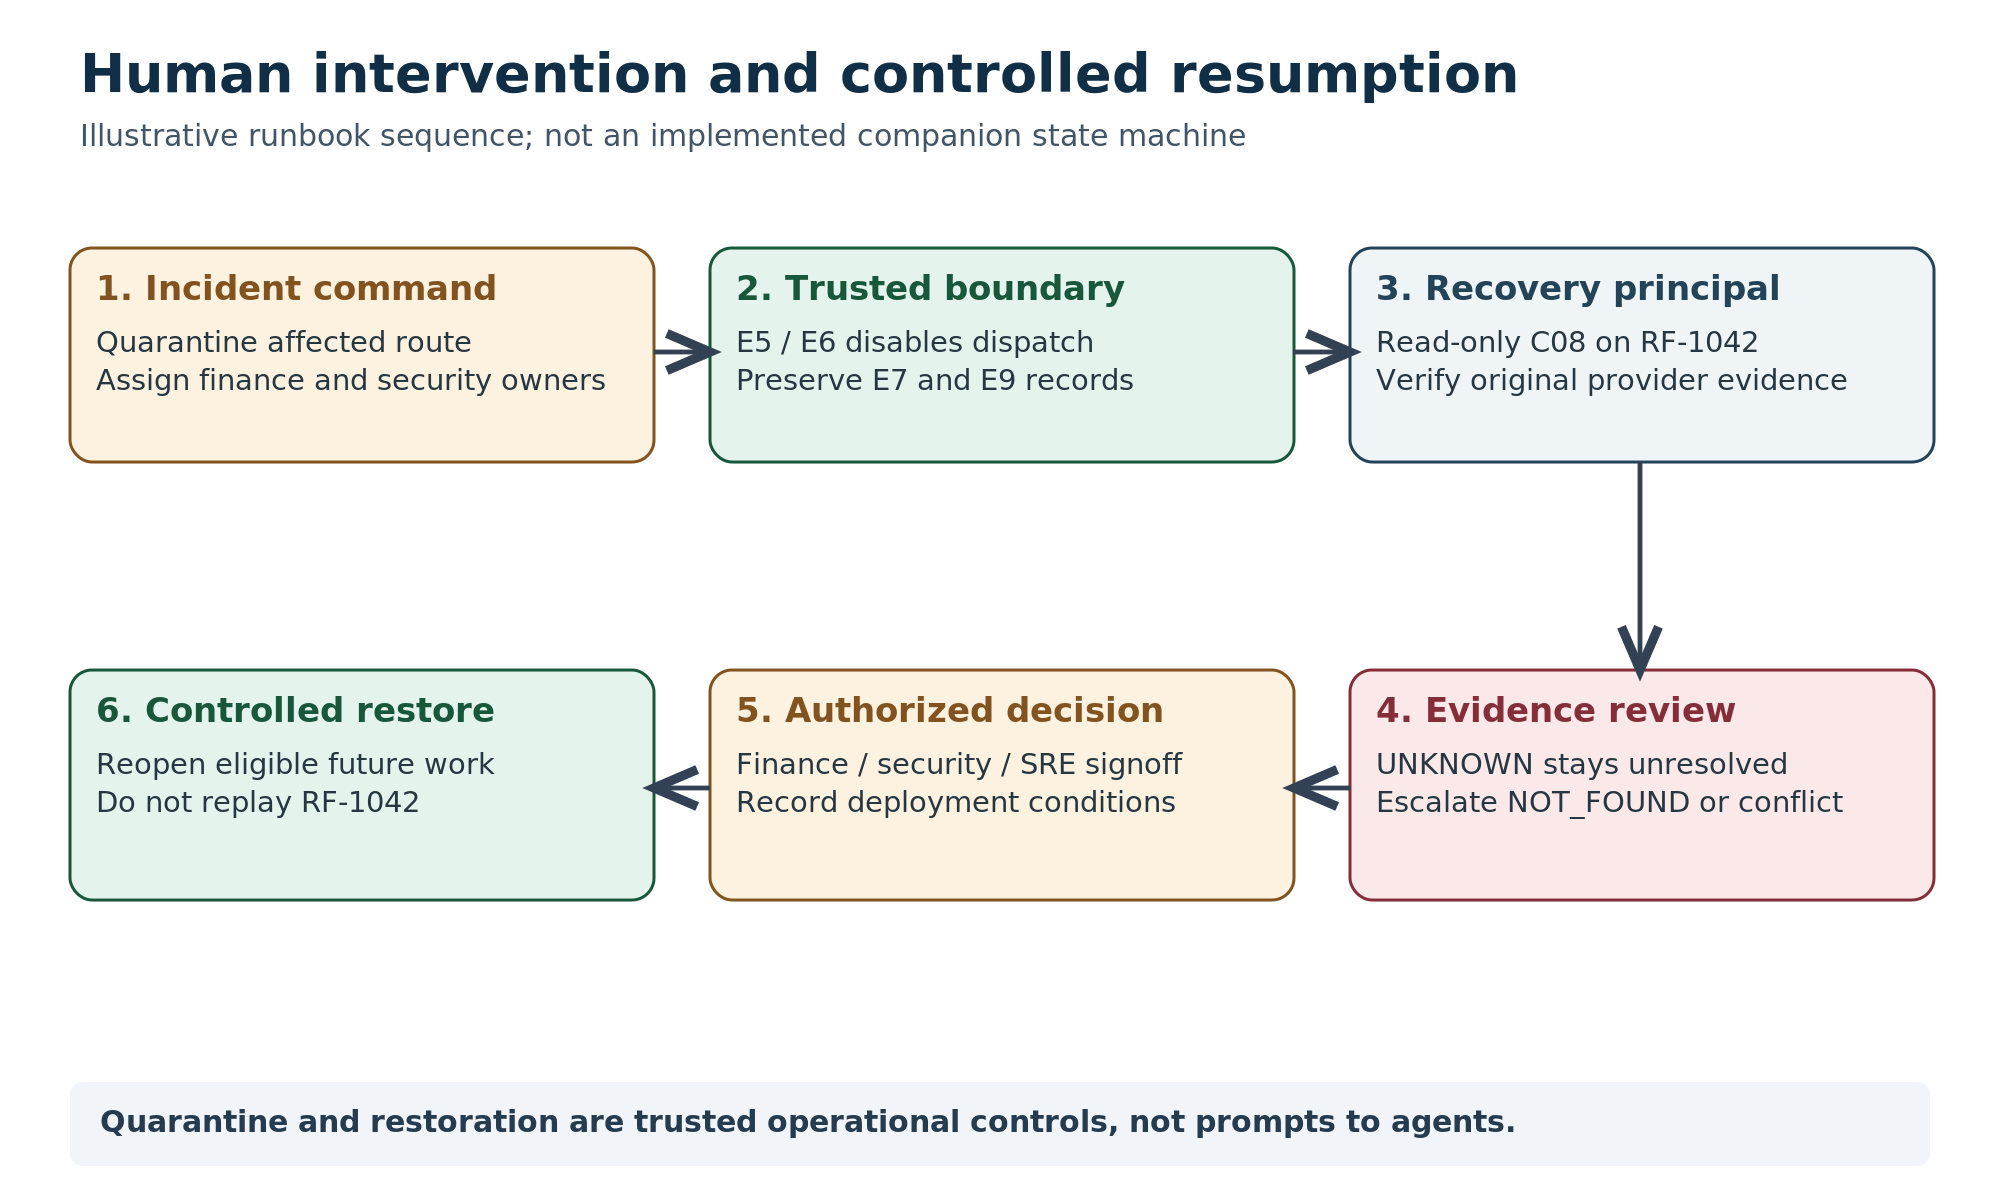 Human intervention and controlled resumption
Illustrative runbook sequence; not an implemented companion state machine
1. Incident command
Quarantine affected route
Assign finance and security owners
2. Trusted boundary
E5 / E6 disables dispatch
Preserve E7 and E9 records
3. Recovery principal
Read-only C08 on RF-1042
Verify original provider evidence
4. Evidence review
UNKNOWN stays unresolved
Escalate NOT_FOUND or conflict
5. Authorized decision
Finance / security / SRE signoff
Record deployment conditions
6. Controlled restore
Reopen eligible future work
Do not replay RF-1042
Quarantine and restoration are trusted operational controls, not prompts to agents.